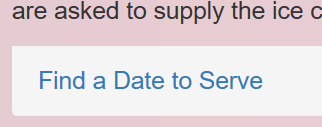 are asked to supply the ice
Find a Date to Serve